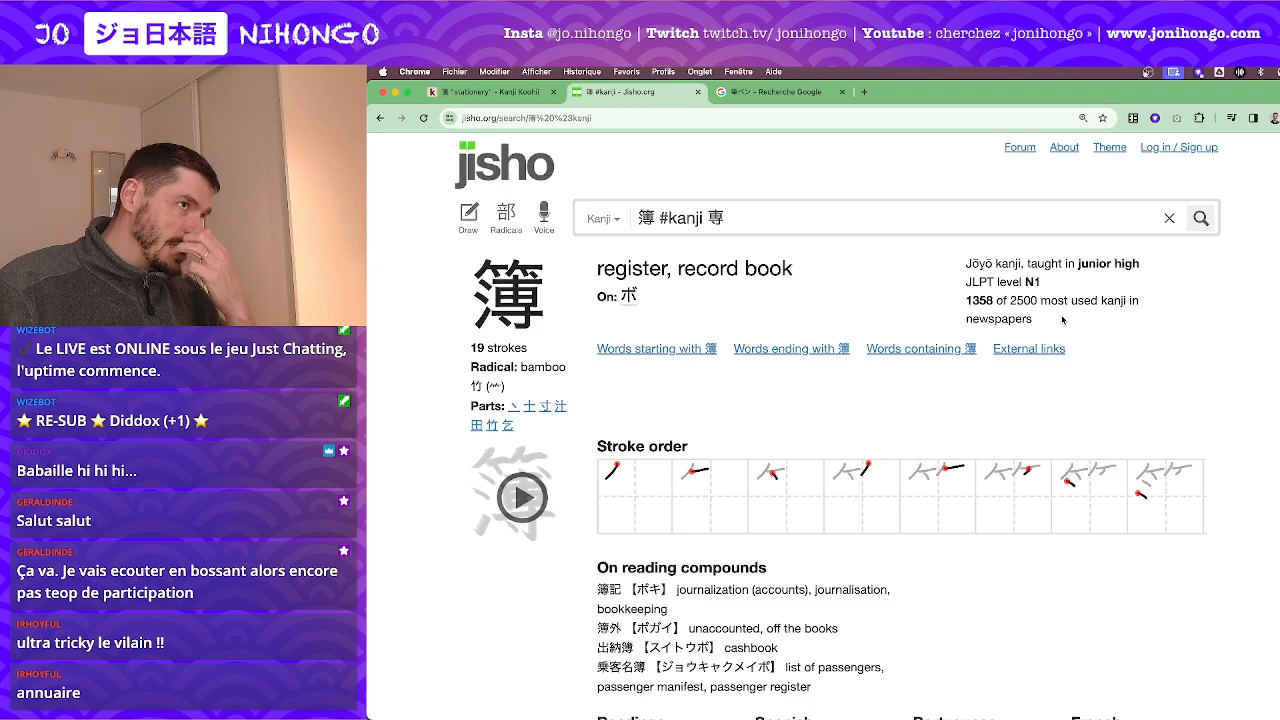 JO ジョ日本語 NIHONGO
Insta @jo.nihongo | Twitch twitch.tv/ jonihongo | Youtube : cherchez « jonihongo » | www.jonihongo.com
Chrome Fichier Modifier Afficher Historique Favoris Profils Onglet Fenêtre Aide
簿 "stationery" - Kanji Koohii
簿 #kanji - Jisho.org
筆ペン - Recherche Google
jisho.org/search/簿%20%23kanji
jisho
Forum About Theme Log in / Sign up
Draw
部 Radicals
Voice
Kanji 簿 #kanji 専
簿
19 strokes
Radical: bamboo
竹 (⺮)
Parts: 丶 十 寸 汁
田 竹 乞
register, record book
On: ボ
Jōyō kanji, taught in junior high
JLPT level N1
1358 of 2500 most used kanji in
newspapers
Words starting with 簿 Words ending with 簿 Words containing 簿 External links
Stroke order
簿
On reading compounds
簿記 【ボキ】 journalization (accounts), journalisation,
bookkeeping
簿外 【ボガイ】 unaccounted, off the books
出納簿 【スイトウボ】 cashbook
乗客名簿 【ジョウキャクメイボ】 list of passengers,
passenger manifest, passenger register
WIZEBOT
✔ Le LIVE est ONLINE sous le jeu Just Chatting,
l'uptime commence.
WIZEBOT
⭐ RE-SUB ⭐ Diddox (+1) ⭐
DIDDOX
Babaille hi hi hi...
GERALDINDE
Salut salut
GERALDINDE
Ça va. Je vais ecouter en bossant alors encore
pas teop de participation
IRHOYFUL
ultra tricky le vilain !!
IRHOYFUL
annuaire